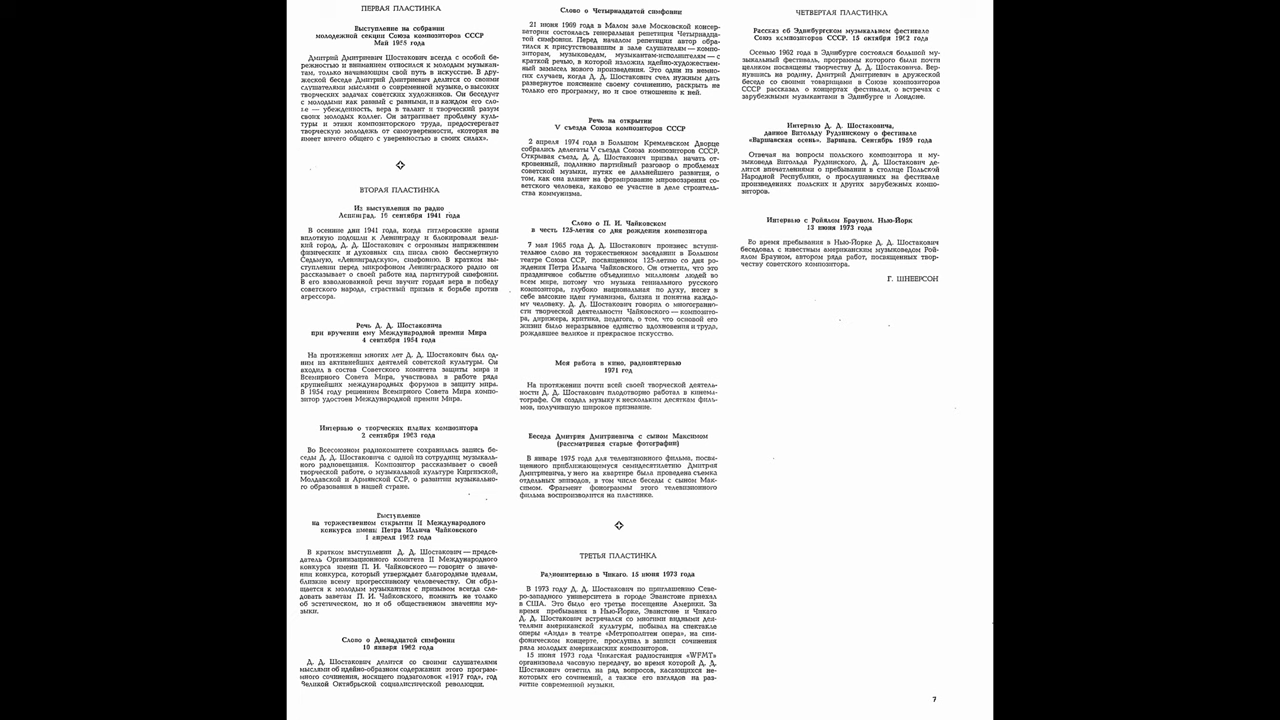 ПЕРВАЯ ПЛАСТИНКА
Выступление на собрании
молодежной секции Союза композиторов СССР
Май 1955 года
Дмитрий Дмитриевич Шостакович всегда с особой бе-
режностью и вниманием относился к молодым музыкан-
там, только начинающим свой путь в искусстве. В дру-
жеской беседе Дмитрий Дмитриевич делится со своими
слушателями мыслями о современной музыке, о высоких
творческих задачах советских художников. Он беседует
с молодыми как равный с равными, и в каждом его сло-
ве — убежденность, вера в талант и творческий разум
своих молодых коллег. Он затрагивает проблему куль-
туры и этики композиторского труда, предостерегает
творческую молодежь от самоуверенности, «которая не
имеет ничего общего с уверенностью в своих силах».
ВТОРАЯ ПЛАСТИНКА
Из выступления по радио
Ленинград, 16 сентября 1941 года
В осенние дни 1941 года, когда гитлеровские армии
вплотную подошли к Ленинграду и блокировали вели-
кий город, Д. Д. Шостакович с огромным напряжением
физических и духовных сил писал свою бессмертную
Седьмую, «Ленинградскую», симфонию. В кратком вы-
ступлении перед микрофоном Ленинградского радио он
рассказывает о своей работе над партитурой симфонии.
В его взволнованной речи звучит гордая вера в победу
советского народа, страстный призыв к борьбе против
агрессора.
Речь Д. Д. Шостаковича
при вручении ему Международной премии Мира
4 сентября 1954 года
На протяжении многих лет Д. Д. Шостакович был од-
ним из активнейших деятелей советской культуры. Он
входил в состав Советского комитета защиты мира и
Всемирного Совета Мира, участвовал в работе ряда
крупнейших международных форумов в защиту мира.
В 1954 году решением Всемирного Совета Мира компо-
зитор удостоен Международной премии Мира.
Интервью о творческих планах композитора
2 сентября 1963 года
Во Всесоюзном радиокомитете сохранилась запись бе-
седы Д. Д. Шостаковича с одной из сотрудниц музыкаль-
ного радиовещания. Композитор рассказывает о своей
творческой работе, о музыкальной культуре Киргизской,
Молдавской и Армянской ССР, о развитии музыкально-
го образования в нашей стране.
Выступление
на торжественном открытии II Международного
конкурса имени Петра Ильича Чайковского
1 апреля 1962 года
В кратком выступлении Д. Д. Шостакович — предсе-
датель Организационного комитета II Международного
конкурса имени П. И. Чайковского — говорит о значе-
нии конкурса, который утверждает благородные идеалы,
близкие всему прогрессивному человечеству. Он обра-
щается к молодым музыкантам с призывом всегда сле-
довать заветам П. И. Чайковского, помнить не только
об эстетическом, но и об общественном значении му-
зыки.
Слово о Двенадцатой симфонии
10 января 1962 года
Д. Д. Шостакович делится со своими слушателями
мыслями об идейно-образном содержании этого програм-
много сочинения, носящего подзаголовок «1917 год», год
Великой Октябрьской социалистической революции.
Слово о Четырнадцатой симфонии
21 июня 1969 года в Малом зале Московской консер-
ватории состоялась генеральная репетиция Четырнадца-
той симфонии. Перед началом репетиции автор обра-
тился к присутствовавшим в зале слушателям — компо-
зиторам, музыковедам, музыкантам-исполнителям — с
краткой речью, в которой изложил идейно-художествен-
ный замысел нового произведения. Это один из немно-
гих случаев, когда Д. Д. Шостакович счел нужным дать
развернутое пояснение своему сочинению, раскрыть не
только его программу, но и свое отношение к ней.
Речь на открытии
V съезда Союза композиторов СССР
2 апреля 1974 года в Большом Кремлевском Дворце
собрались делегаты V съезда Союза композиторов СССР.
Открывая съезд, Д. Д. Шостакович призвал начать от-
кровенный, подлинно партийный разговор о проблемах
советской музыки, путях ее дальнейшего развития, о
том, как она влияет на формирование мировоззрения со-
ветского человека, каково ее участие в деле строитель-
ства коммунизма.
Слово о П. И. Чайковском
в честь 125-летия со дня рождения композитора
7 мая 1965 года Д. Д. Шостакович произнес вступи-
тельное слово на торжественном заседании в Большом
театре Союза ССР, посвященном 125-летию со дня ро-
ждения Петра Ильича Чайковского. Он отметил, что это
праздничное событие объединило миллионы людей во
всем мире, потому что музыка гениального русского
композитора, глубоко национальная по духу, несет в
себе высокие идеи гуманизма, близка и понятна каждо-
му человеку. Д. Д. Шостакович говорил о многогранно-
сти творческой деятельности Чайковского — композито-
ра, дирижера, критика, педагога, о том, что основой его
жизни было неразрывное единство вдохновения и труда,
рождавшее великое и прекрасное искусство.
Моя работа в кино, радиоинтервью
1971 год
На протяжении почти всей своей творческой деятель-
ности Д. Д. Шостакович плодотворно работал в кинема-
тографе. Он создал музыку к нескольким десяткам филь-
мов, получившую широкое признание.
Беседа Дмитрия Дмитриевича с сыном Максимом
(рассматривая старые фотографии)
В январе 1975 года для телевизионного фильма, посвя-
щенного приближающемуся семидесятилетию Дмитрия
Дмитриевича, у него на квартире была проведена съемка
отдельных эпизодов, в том числе беседы с сыном Мак-
симом. Фрагмент фонограммы этого телевизионного
фильма воспроизводится на пластинке.
ТРЕТЬЯ ПЛАСТИНКА
Радиоинтервью в Чикаго. 15 июня 1973 года
В 1973 году Д. Д. Шостакович по приглашению Севе-
ро-западного университета в городе Эванстоне приехал
в США. Это было его третье посещение Америки. За
время пребывания в Нью-Йорке, Эванстоне и Чикаго
Д. Д. Шостакович встречался со многими видными дея-
телями американской культуры, побывал на спектакле
оперы «Аида» в театре «Метрополитен опера», на сим-
фоническом концерте, прослушал в записи сочинения
ряда молодых американских композиторов.
15 июня 1973 года Чикагская радиостанция «WFMT»
организовала часовую передачу, во время которой Д. Д.
Шостакович ответил на ряд вопросов, касающихся не-
которых его сочинений, а также его взглядов на раз-
витие современной музыки.
ЧЕТВЕРТАЯ ПЛАСТИНКА
Рассказ об Эдинбургском музыкальном фестивале
Союз композиторов СССР. 15 октября 1962 года
Осенью 1962 года в Эдинбурге состоялся большой му-
зыкальный фестиваль, программы которого были почти
целиком посвящены творчеству Д. Д. Шостаковича. Вер-
нувшись на родину, Дмитрий Дмитриевич в дружеской
беседе со своими товарищами в Союзе композиторов
СССР рассказал о концертах фестиваля, о встречах с
зарубежными музыкантами в Эдинбурге и Лондоне.
Интервью Д. Д. Шостаковича,
данное Витольду Рудзинскому о фестивале
«Варшавская осень». Варшава. Сентябрь 1959 года
Отвечая на вопросы польского композитора и му-
зыковеда Витольда Рудзинского, Д. Д. Шостакович де-
лится впечатлениями о пребывании в столице Польской
Народной Республики, о прослушанных на фестивале
произведениях польских и других зарубежных компо-
зиторов.
Интервью с Ройялом Брауном. Нью-Йорк
13 июня 1973 года
Во время пребывания в Нью-Йорке Д. Д. Шостакович
беседовал с известным американским музыковедом Рой-
ялом Брауном, автором ряда работ, посвященных твор-
честву советского композитора.
Г. ШНЕЕРСОН
7